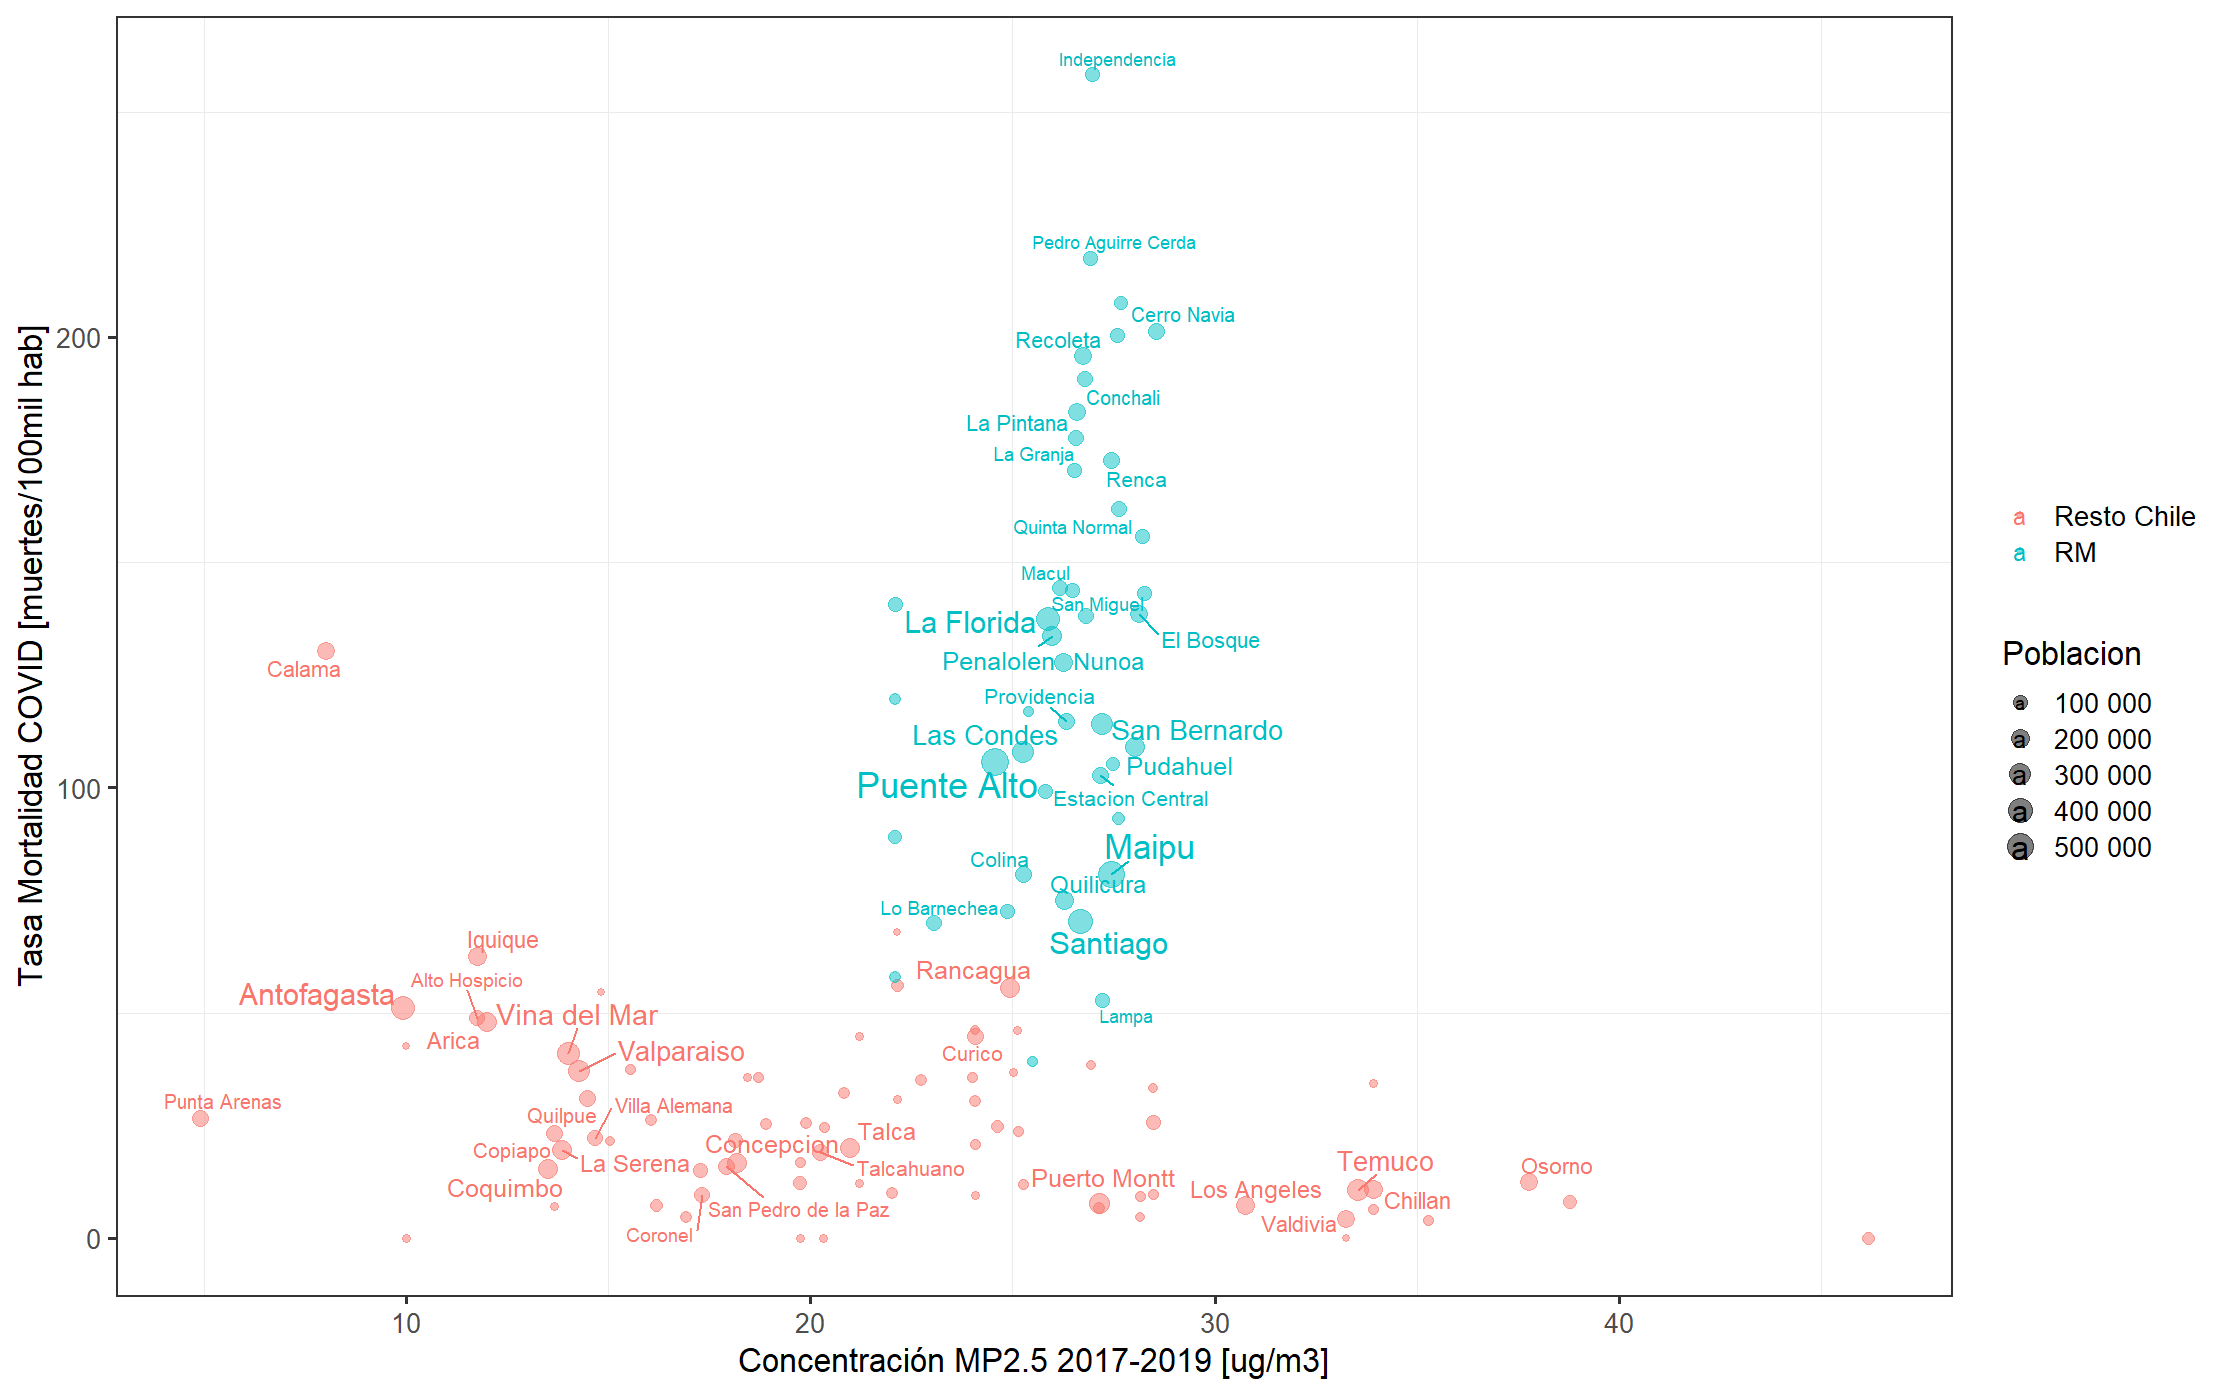 Independencia
Pedro Aguirre Cerda
Cerro Navia
Recoleta
Conchali
La Pintana
La Granja
Renca
Quinta Normal
Macul
San Miguel
La Florida
El Bosque
Penalolen
Nunoa
Calama
Providencia
Las Condes
San Bernardo
Pudahuel
Puente Alto
Estacion Central
Maipu
Colina
Quilicura
Lo Barnechea
Santiago
Iquique
Rancagua
Alto Hospicio
Antofagasta
Vina del Mar
Lampa
Arica
Valparaiso
Curico
Punta Arenas
Villa Alemana
Quilpue
Talca
Concepcion
Copiapo
La Serena
Talcahuano
Coquimbo
Puerto Montt
Temuco
Osorno
Los Angeles
Chillan
San Pedro de la Paz
Valdivia
Coronel
200
100
0
10
20
30
40
Concentración MP2.5 2017-2019 [ug/m3]
Tasa Mortalidad COVID [muertes/100mil hab]
a Resto Chile
a RM
Poblacion
a 100 000
a 200 000
a 300 000
a 400 000
a 500 000